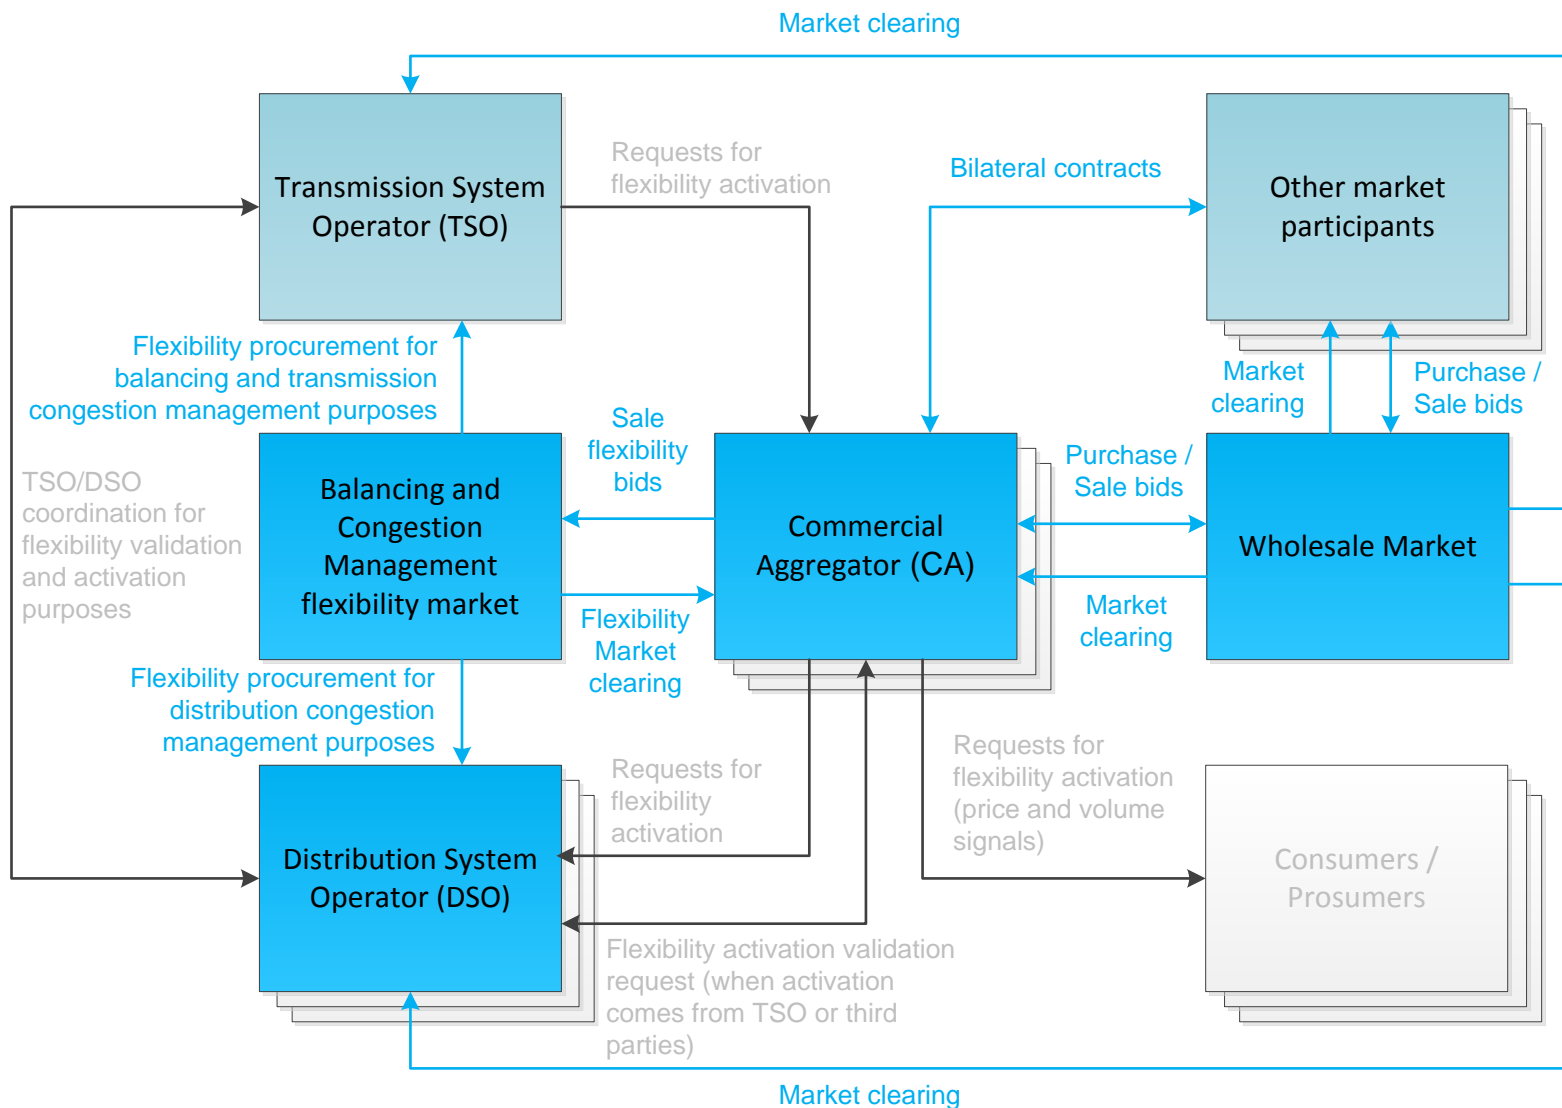 Market clearing
Transmission System
Operator (TSO)
Requests for
flexibility activation
Bilateral contracts
Other market
participants
Flexibility procurement for
balancing and transmission
congestion management purposes
Market
clearing
Purchase /
Sale bids
Sale
flexibility
bids
Purchase /
Sale bids
TSO/DSO
coordination for
flexibility validation
and activation
purposes
Balancing and
Congestion
Management
flexibility market
Commercial
Aggregator (CA)
Wholesale Market
Flexibility
Market
clearing
Market
clearing
Flexibility procurement for
distribution congestion
management purposes
Requests for
flexibility
activation
Requests for
flexibility activation
(price and volume
signals)
Distribution System
Operator (DSO)
Consumers /
Prosumers
Flexibility activation validation
request (when activation
comes from TSO or third
parties)
Market clearing